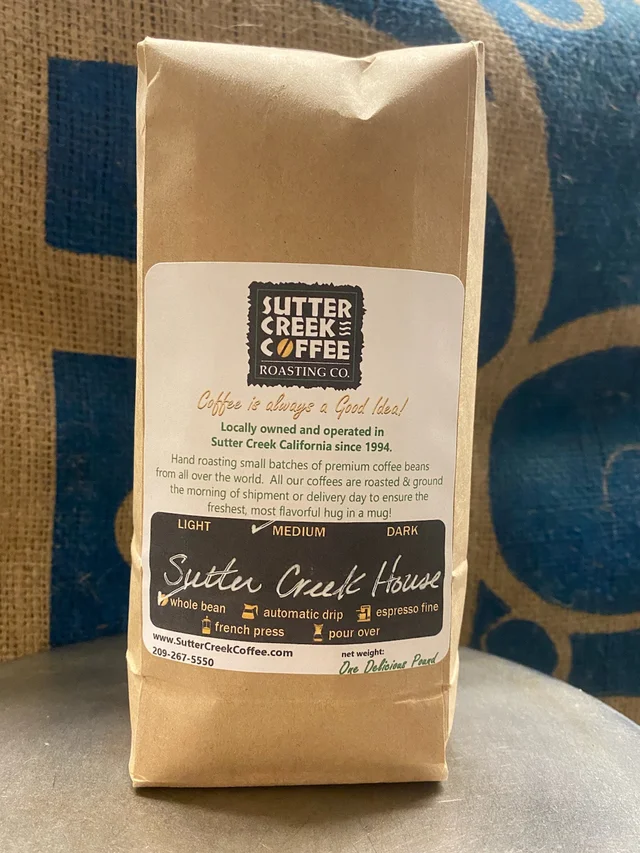 SUTTER
CREEK
COFFEE
ROASTING CO.
Coffee is always a Good Idea!
Locally owned and operated in
Sutter Creek California since 1994.
Hand roasting small batches of premium coffee beans
from all over the world. All our coffees are roasted & ground
the morning of shipment or delivery day to ensure the
freshest, most flavorful hug in a mug!
LIGHT MEDIUM DARK
Sutter Creek House
whole bean automatic drip espresso fine
french press pour over
www.SutterCreekCoffee.com
209-267-5550
net weight:
One Delicious Pound